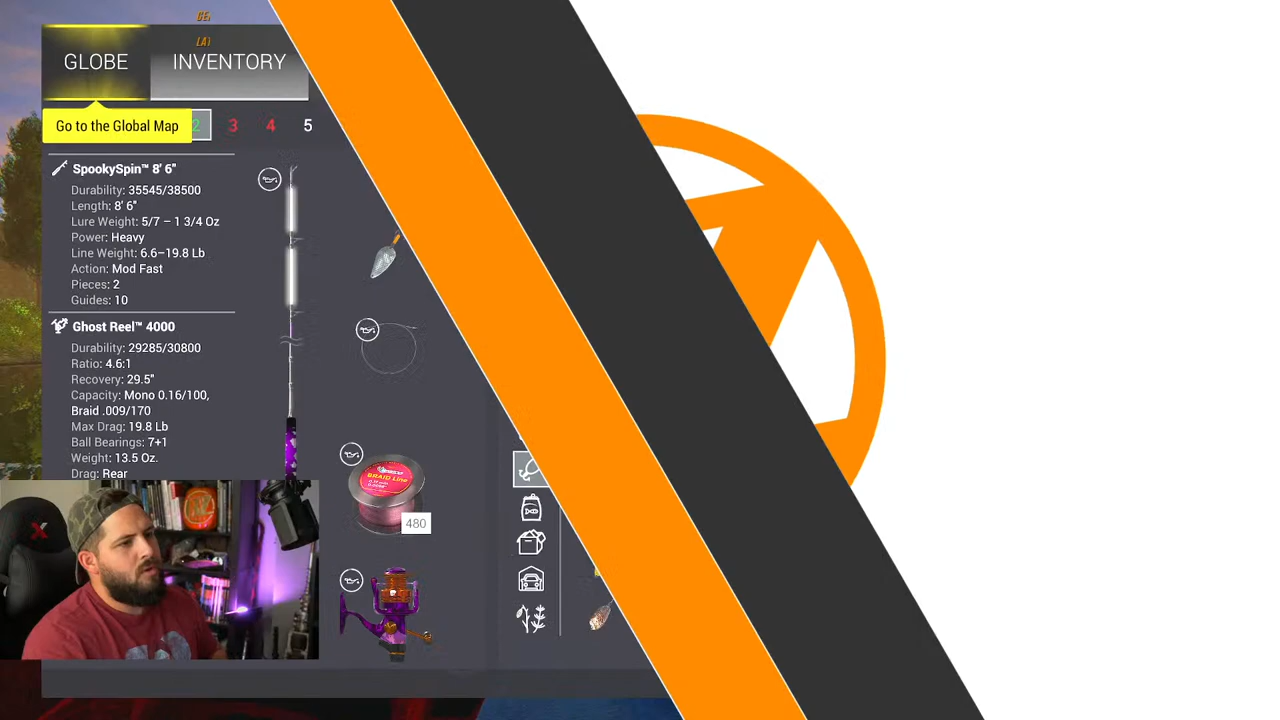 GLOBE
INVENTORY
Go to the Global Map
2
3
4
5
SpookySpin™ 8' 6"
Durability: 35545/38500
Length: 8' 6"
Lure Weight: 5/7 – 1 3/4 Oz
Power: Heavy
Line Weight: 6.6–19.8 Lb
Action: Mod Fast
Pieces: 2
Guides: 10
Ghost Reel™ 4000
Durability: 29285/30800
Ratio: 4.6:1
Recovery: 29.5"
Capacity: Mono 0.16/100,
Braid .009/170
Max Drag: 19.8 Lb
Ball Bearings: 7+1
Weight: 13.5 Oz.
Drag: Rear
BRAID Line
480